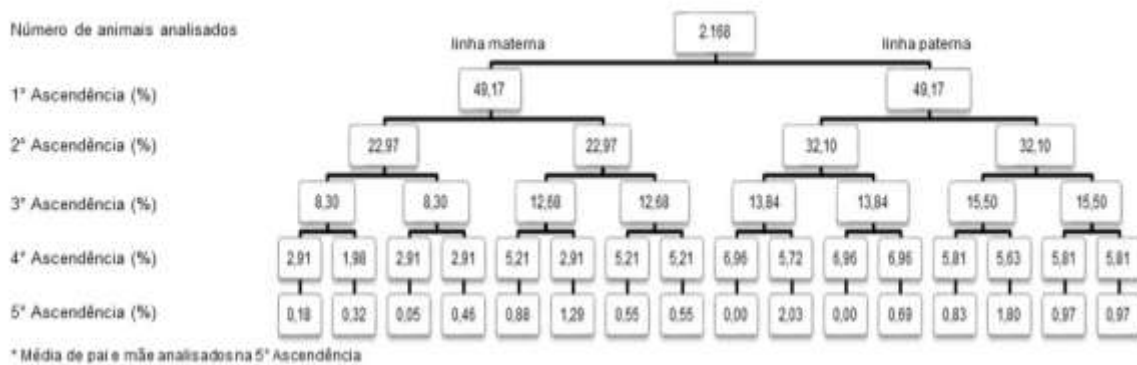 Número de animais analisados 2.168
linha materna linha paterna
1° Ascendência (%) 49,17 49,17
2° Ascendência (%) 22,97 22,97 32,10 32,10
3° Ascendência (%) 8,30 8,30 12,68 12,68 13,84 13,84 15,50 15,50
4° Ascendência (%) 2,91 1,98 2,91 2,91 5,21 2,91 5,21 5,21 6,96 5,72 6,96 6,96 5,81 5,63 5,81 5,81
5° Ascendência (%) 0,18 0,32 0,05 0,46 0,88 1,29 0,55 0,55 0,00 2,03 0,00 0,69 0,83 1,80 0,97 0,97
* Média de pai e mãe analisados na 5° Ascendência